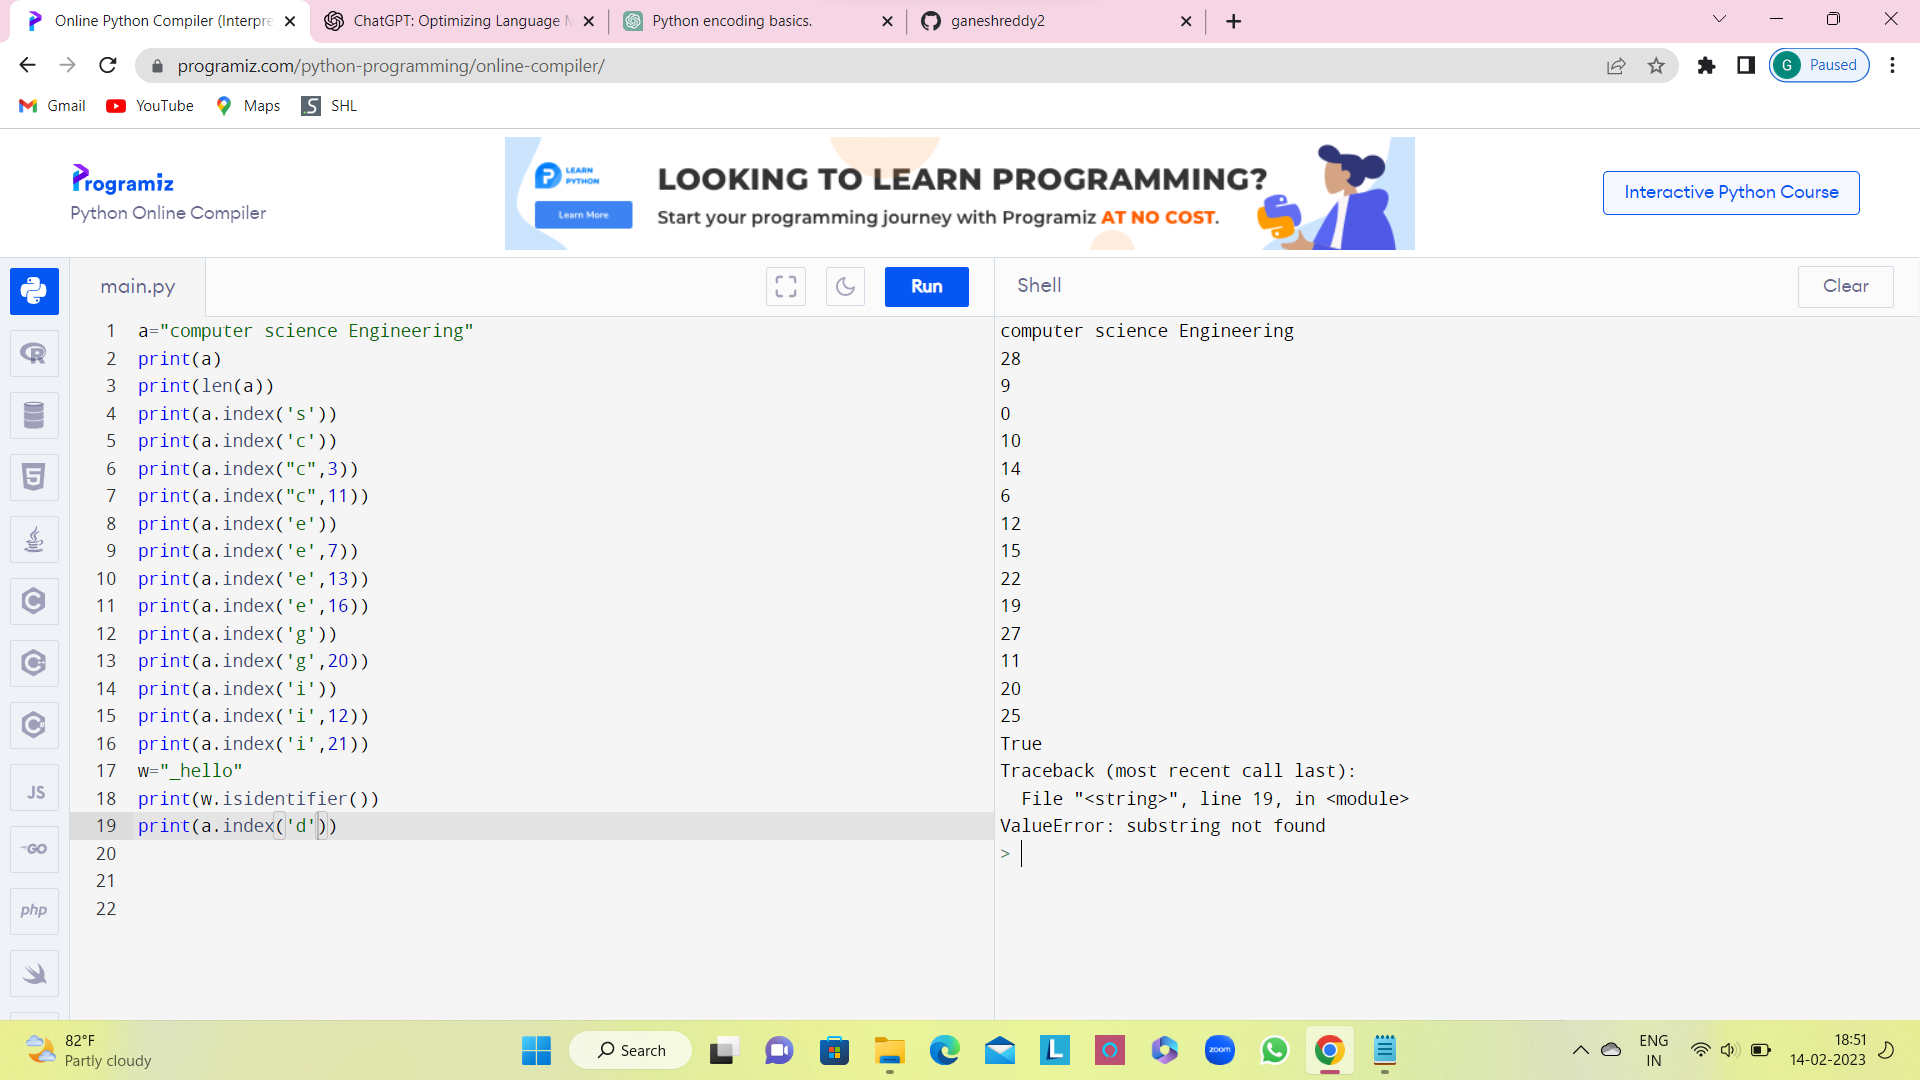 Online Python Compiler (Interpre
ChatGPT: Optimizing Language M
Python encoding basics.
ganeshreddy2
programiz.com/python-programming/online-compiler/
G Paused
Gmail YouTube Maps SHL
Programiz
Python Online Compiler
LEARN
PYTHON
Learn More
LOOKING TO LEARN PROGRAMMING?
Start your programming journey with Programiz AT NO COST.
Interactive Python Course
main.py
Run
Shell
Clear
1 a="computer science Engineering"
2 print(a)
3 print(len(a))
4 print(a.index('s'))
5 print(a.index('c'))
6 print(a.index("c",3))
7 print(a.index("c",11))
8 print(a.index('e'))
9 print(a.index('e',7))
10 print(a.index('e',13))
11 print(a.index('e',16))
12 print(a.index('g'))
13 print(a.index('g',20))
14 print(a.index('i'))
15 print(a.index('i',12))
16 print(a.index('i',21))
17 w="_hello"
18 print(w.isidentifier())
19 print(a.index('d'))
20
21
22
computer science Engineering
28
9
0
10
14
6
12
15
22
19
27
11
20
25
True
Traceback (most recent call last):
File "<string>", line 19, in <module>
ValueError: substring not found
>
R
5
C
C
C
JS
GO
php
82°F
Partly cloudy
Search
L
zoom
ENG
IN
18:51
14-02-2023